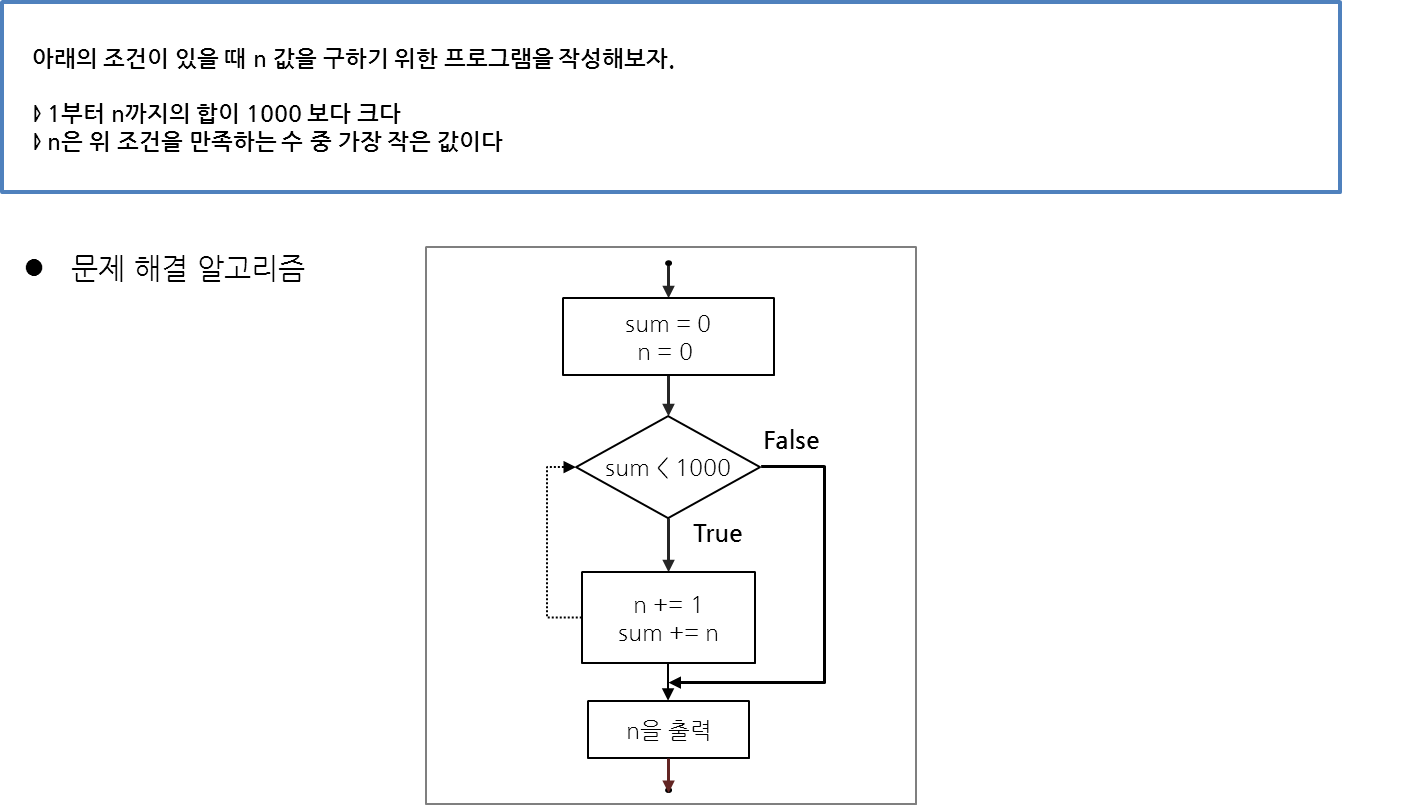 아래의 조건이 있을 때 n 값을 구하기 위한 프로그램을 작성해보자.
1부터 n까지의 합이 1000 보다 크다
n은 위 조건을 만족하는 수 중 가장 작은 값이다
● 문제 해결 알고리즘
sum = 0
n = 0
False
sum < 1000
True
n += 1
sum += n
n을 출력